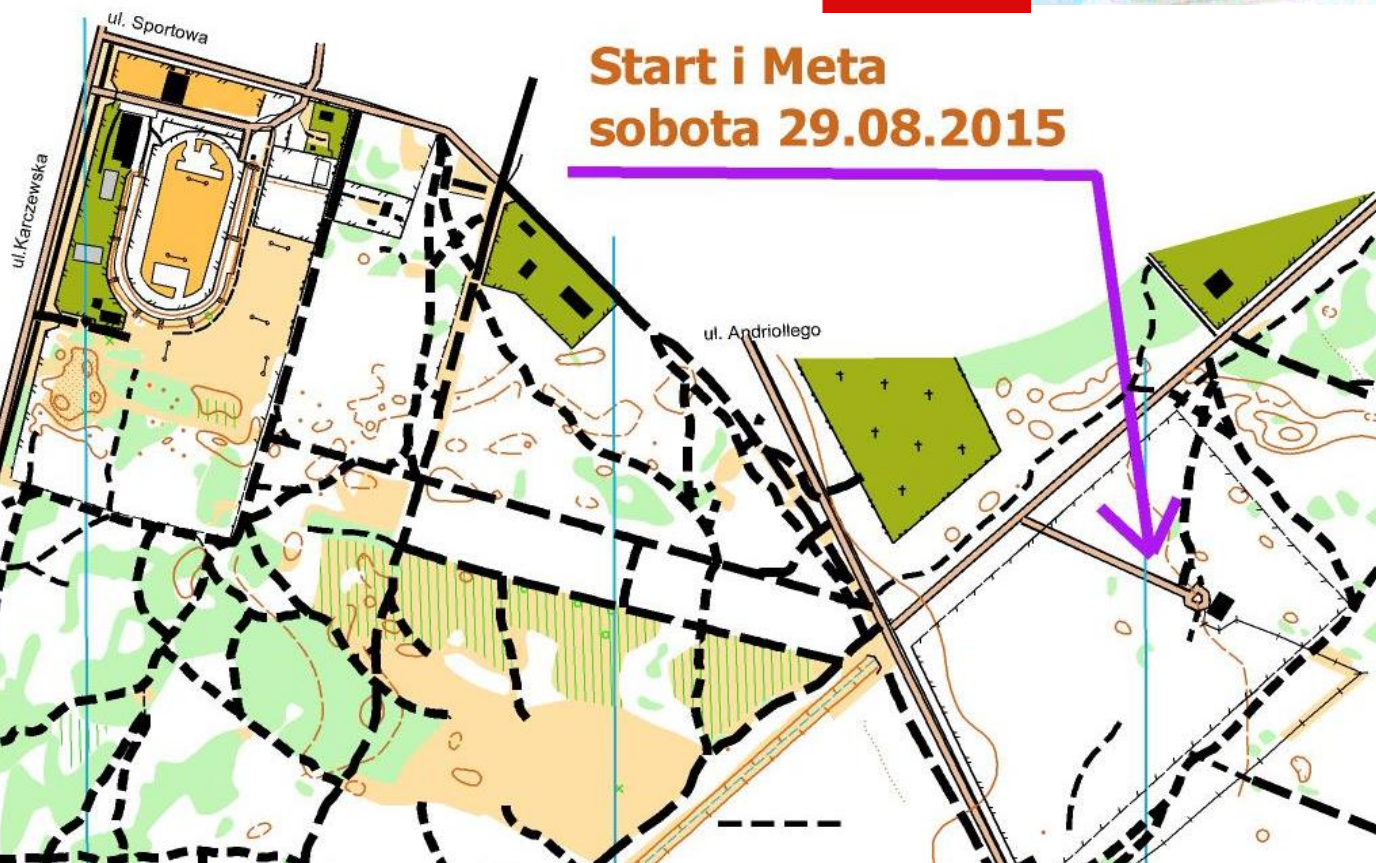 ul. Sportowa
Start i Meta
sobota 29.08.2015
ul.Karczewska
ul. Andriollego